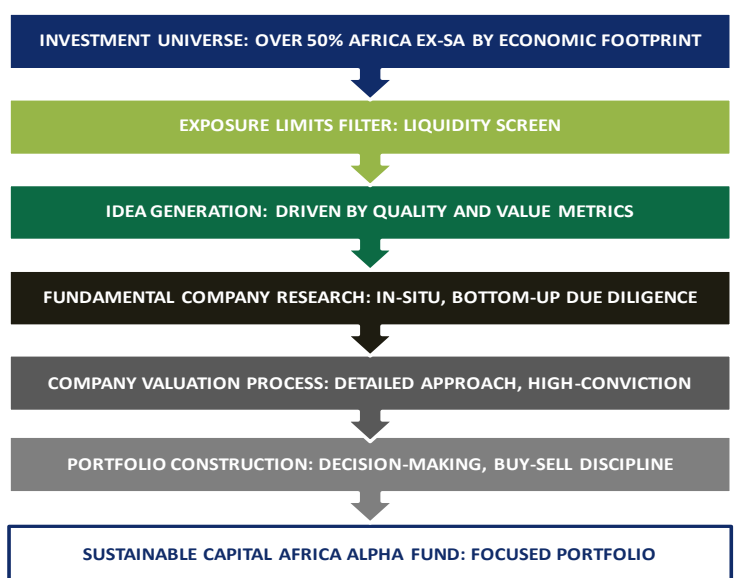 INVESTMENT UNIVERSE: OVER 50% AFRICA EX-SA BY ECONOMIC FOOTPRINT
EXPOSURE LIMITS FILTER: LIQUIDITY SCREEN
IDEA GENERATION: DRIVEN BY QUALITY AND VALUE METRICS
FUNDAMENTAL COMPANY RESEARCH: IN-SITU, BOTTOM-UP DUE DILIGENCE
COMPANY VALUATION PROCESS: DETAILED APPROACH, HIGH-CONVICTION
PORTFOLIO CONSTRUCTION: DECISION-MAKING, BUY-SELL DISCIPLINE
SUSTAINABLE CAPITAL AFRICA ALPHA FUND: FOCUSED PORTFOLIO